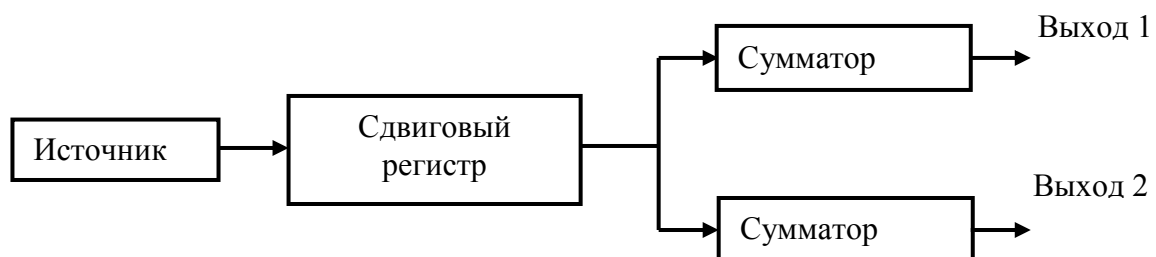 Выход 1
Сумматор
Сдвиговый
регистр
Источник
Выход 2
Сумматор